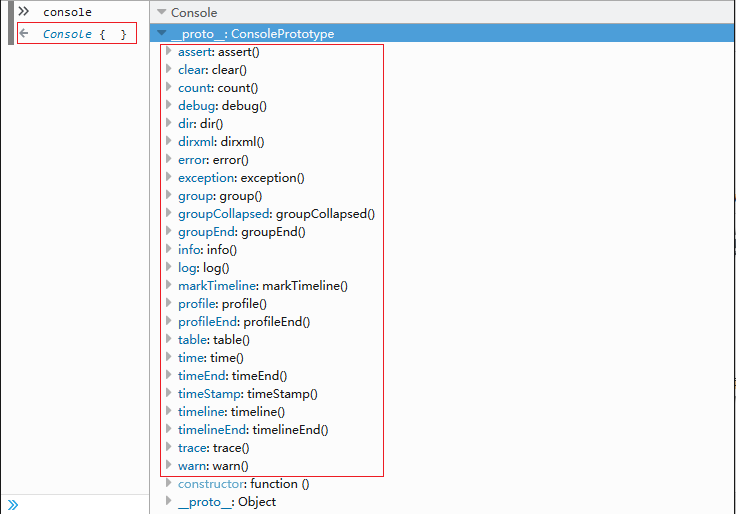 console
Console { }
Console
__proto__: ConsolePrototype
assert: assert()
clear: clear()
count: count()
debug: debug()
dir: dir()
dirxml: dirxml()
error: error()
exception: exception()
group: group()
groupCollapsed: groupCollapsed()
groupEnd: groupEnd()
info: info()
log: log()
markTimeline: markTimeline()
profile: profile()
profileEnd: profileEnd()
table: table()
time: time()
timeEnd: timeEnd()
timeStamp: timeStamp()
timeline: timeline()
timelineEnd: timelineEnd()
trace: trace()
warn: warn()
constructor: function ()
__proto__: Object